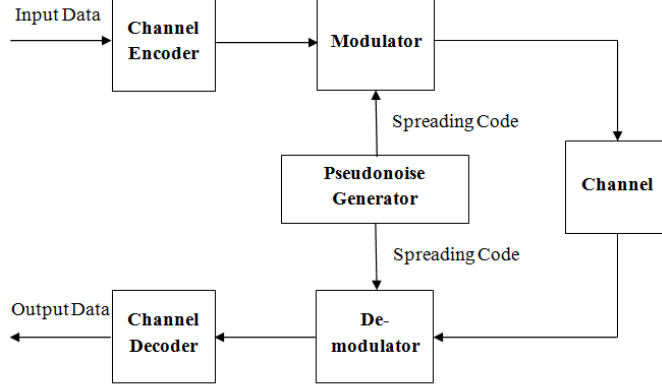 Input Data
Channel
Encoder
Modulator
Spreading Code
Pseudonoise
Generator
Channel
Spreading Code
Output Data
Channel
Decoder
De-
modulator